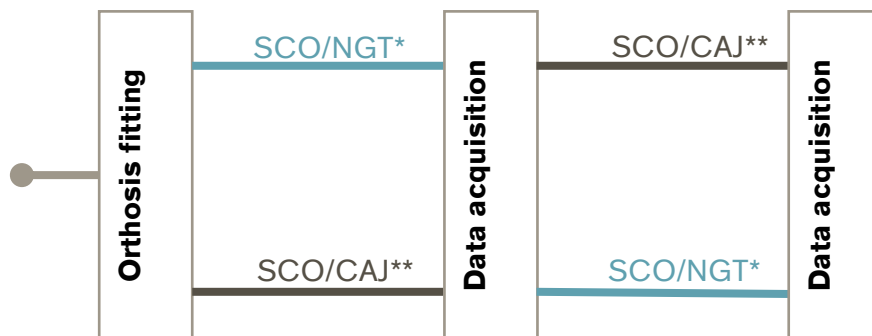 Orthosis fitting
SCO/NGT*
SCO/CAJ**
Data acquisition
SCO/CAJ**
SCO/NGT*
Data acquisition